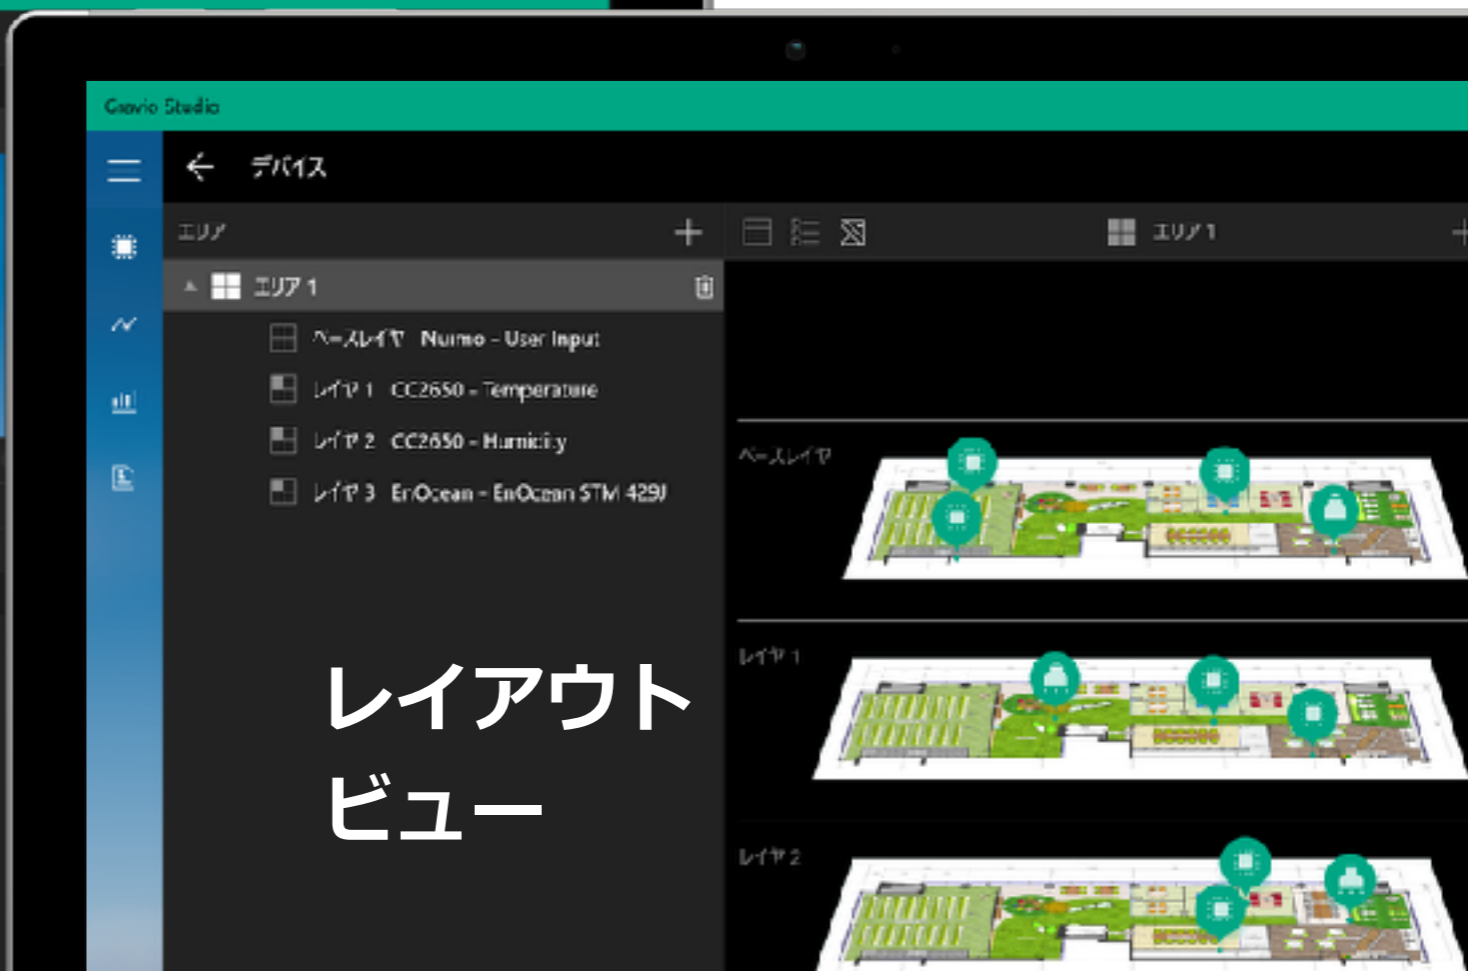 Gravio Studio
デバイス
エリア
エリア 1
エリア 1
ベースレイヤ Nuimo - User Input
レイヤ 1 CC2650 - Temperature
レイヤ 2 CC2650 - Humidity
レイヤ 3 EnOcean - EnOcean STM 429J
ベースレイヤ
レイヤ 1
レイヤ 2
レイアウト
ビュー